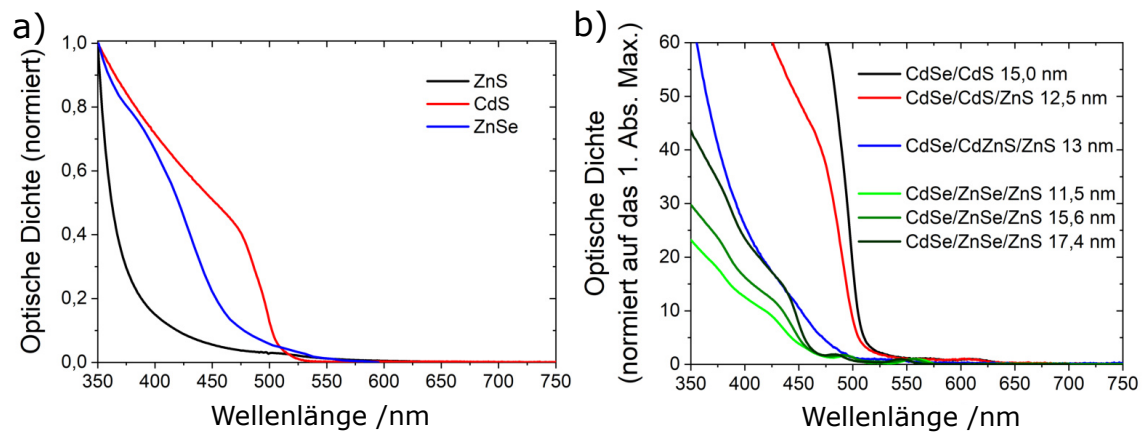 a)
Optische Dichte (normiert)
1,0
0,8
0,6
0,4
0,2
0,0
350 400 450 500 550 600 650 700 750
Wellenlänge /nm
ZnS
CdS
ZnSe
b)
Optische Dichte
(normiert auf das 1. Abs. Max.)
60
50
40
30
20
10
0
350 400 450 500 550 600 650 700 750
Wellenlänge /nm
CdSe/CdS 15,0 nm
CdSe/CdS/ZnS 12,5 nm
CdSe/CdZnS/ZnS 13 nm
CdSe/ZnSe/ZnS 11,5 nm
CdSe/ZnSe/ZnS 15,6 nm
CdSe/ZnSe/ZnS 17,4 nm